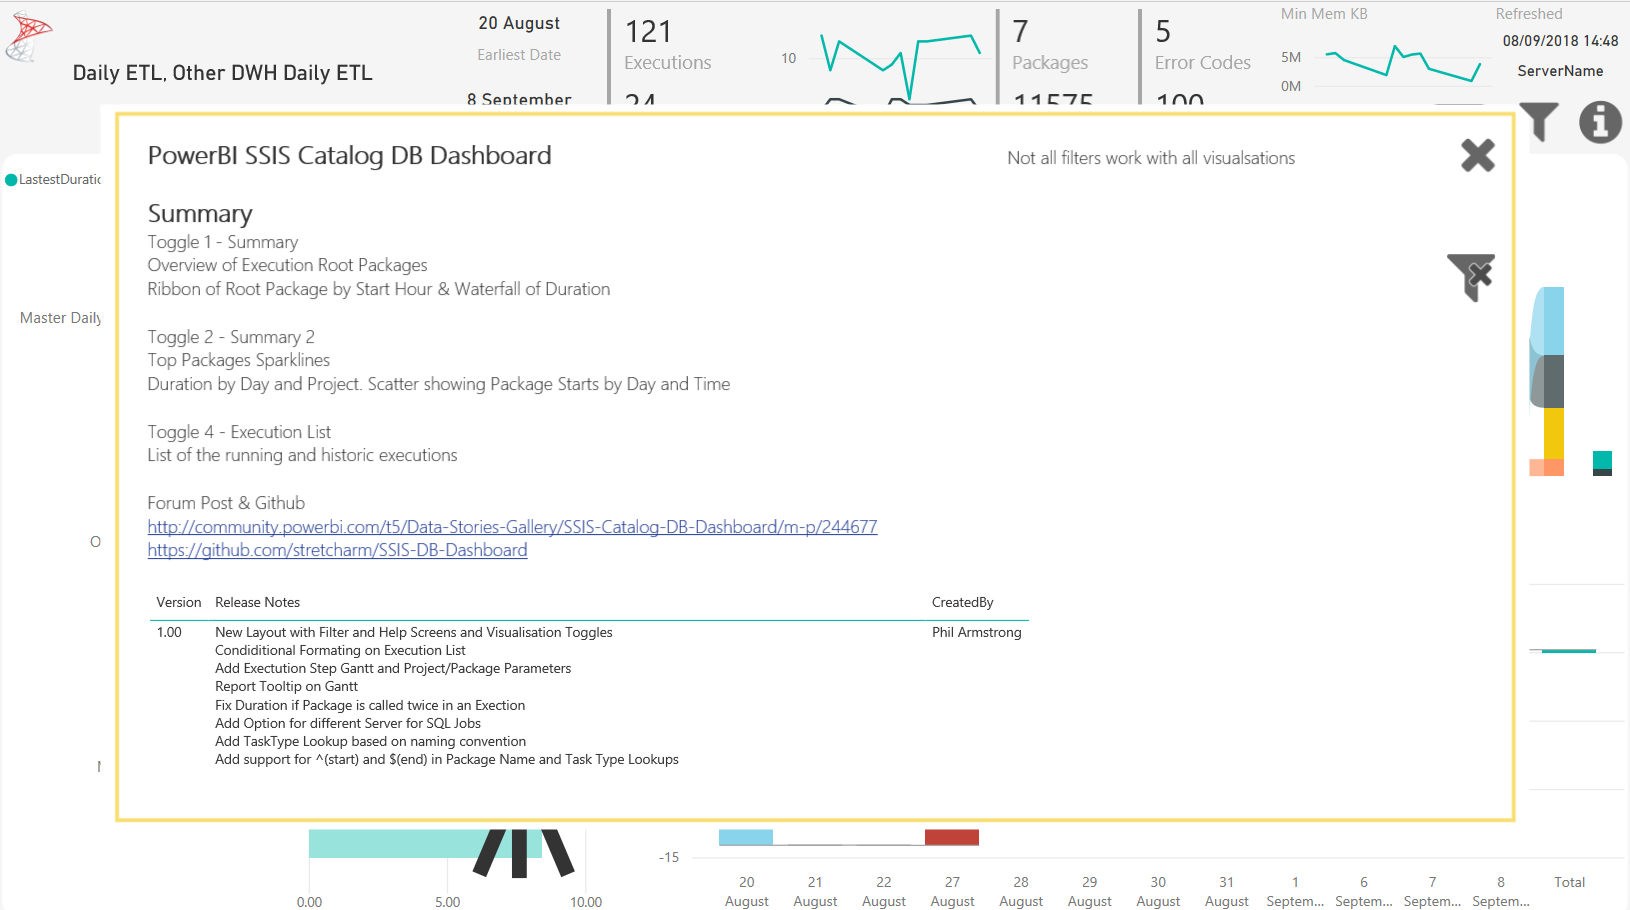 Daily ETL, Other DWH Daily ETL
20 August
Earliest Date
8 September
121
Executions
24
10
7
Packages
11575
5
Error Codes
100
Min Mem KB
5M
0M
Refreshed
08/09/2018 14:48
ServerName
PowerBI SSIS Catalog DB Dashboard
Not all filters work with all visualsations
Summary
Toggle 1 - Summary
Overview of Execution Root Packages
Ribbon of Root Package by Start Hour & Waterfall of Duration
Toggle 2 - Summary 2
Top Packages Sparklines
Duration by Day and Project. Scatter showing Package Starts by Day and Time
Toggle 4 - Execution List
List of the running and historic executions
Forum Post & Github
http://community.powerbi.com/t5/Data-Stories-Gallery/SSIS-Catalog-DB-Dashboard/m-p/244677
https://github.com/stretcharm/SSIS-DB-Dashboard
Version Release Notes CreatedBy
1.00 New Layout with Filter and Help Screens and Visualisation Toggles Phil Armstrong
Condiditional Formating on Execution List
Add Exectution Step Gantt and Project/Package Parameters
Report Tooltip on Gantt
Fix Duration if Package is called twice in an Exection
Add Option for different Server for SQL Jobs
Add TaskType Lookup based on naming convention
Add support for ^(start) and $(end) in Package Name and Task Type Lookups
LastestDuratio
Master Daily
O
0.00 5.00 10.00
-15
20 August
21 August
22 August
27 August
28 August
29 August
30 August
31 August
1 Septem...
6 Septem...
7 Septem...
8 Septem...
Total